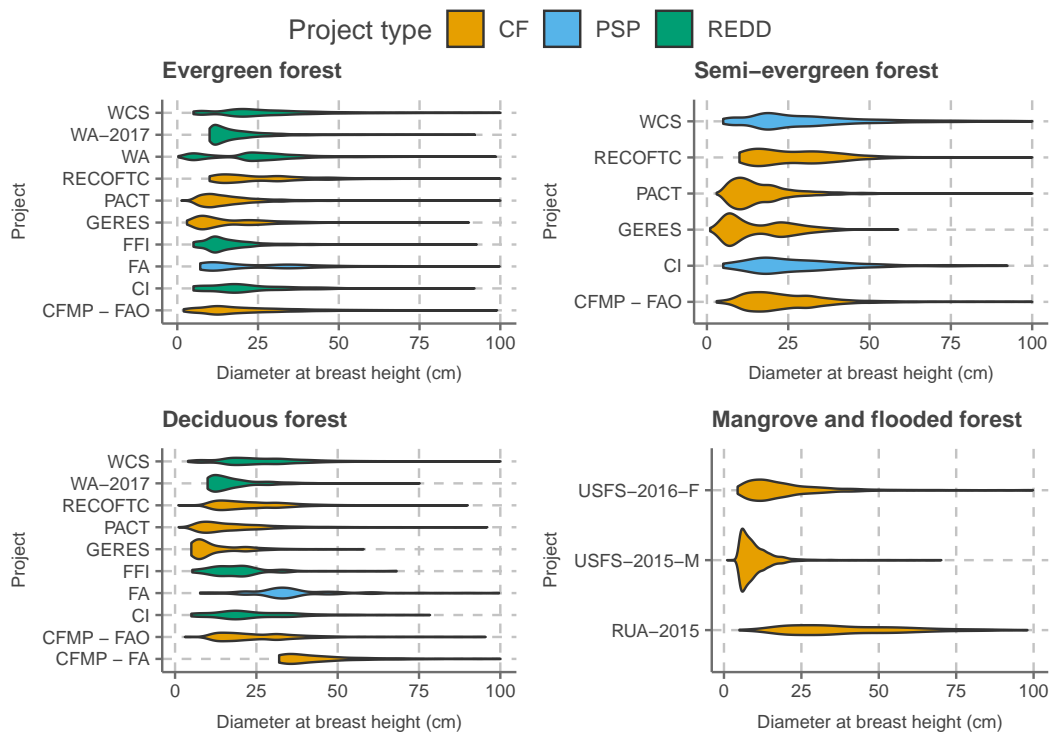 Project type CF PSP REDD
Evergreen forest
Project
WCS
WA−2017
WA
RECOFTC
PACT
GERES
FFI
FA
CI
CFMP − FAO
0 25 50 75 100
Diameter at breast height (cm)
Semi−evergreen forest
Project
WCS
RECOFTC
PACT
GERES
CI
CFMP − FAO
0 25 50 75 100
Diameter at breast height (cm)
Deciduous forest
Project
WCS
WA−2017
RECOFTC
PACT
GERES
FFI
FA
CI
CFMP − FAO
CFMP − FA
0 25 50 75 100
Diameter at breast height (cm)
Mangrove and flooded forest
Project
USFS−2016−F
USFS−2015−M
RUA−2015
0 25 50 75 100
Diameter at breast height (cm)